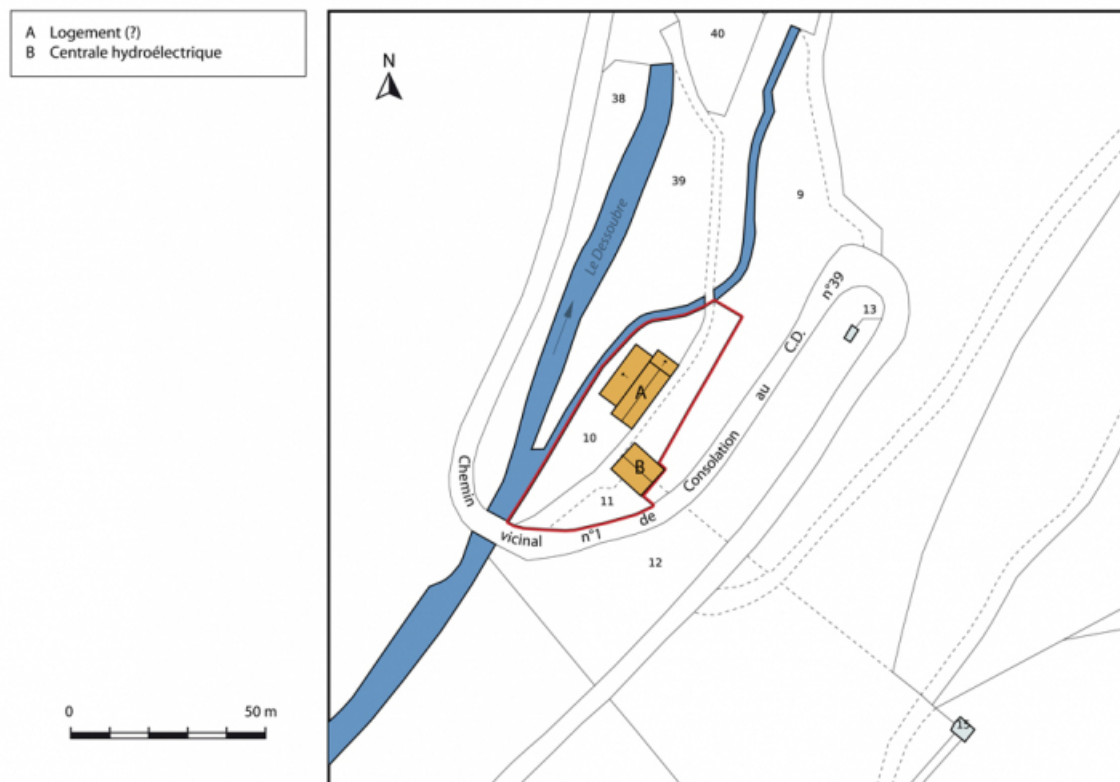 A Logement (?)
B Centrale hydroélectrique
N
40
38
39
9
Le Dessoubre
n°39
13
C.D.
A
au
10
B
Consolation
Chemin
11
de
n°1
vicinal
12
0 50 m
15